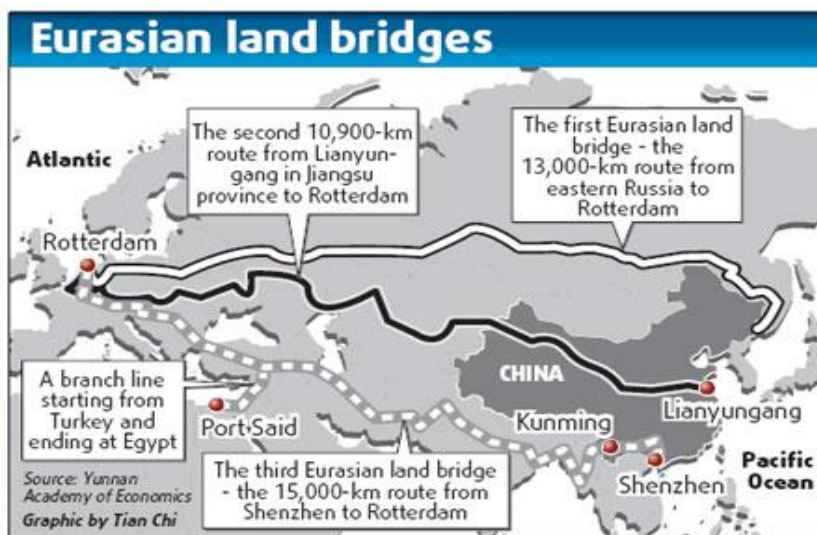 Eurasian land bridges
The second 10,900-km
route from Lianyun-
gang in Jiangsu
province to Rotterdam
The first Eurasian land
bridge - the
13,000-km route from
eastern Russia to
Rotterdam
Atlantic
Rotterdam
CHINA
A branch line
starting from
Turkey and
ending at Egypt
Port Said
Kunming
Lianyungang
Shenzhen
Pacific
Ocean
The third Eurasian land bridge
- the 15,000-km route from
Shenzhen to Rotterdam
Source: Yunnan
Academy of Economics
Graphic by Tian Chi